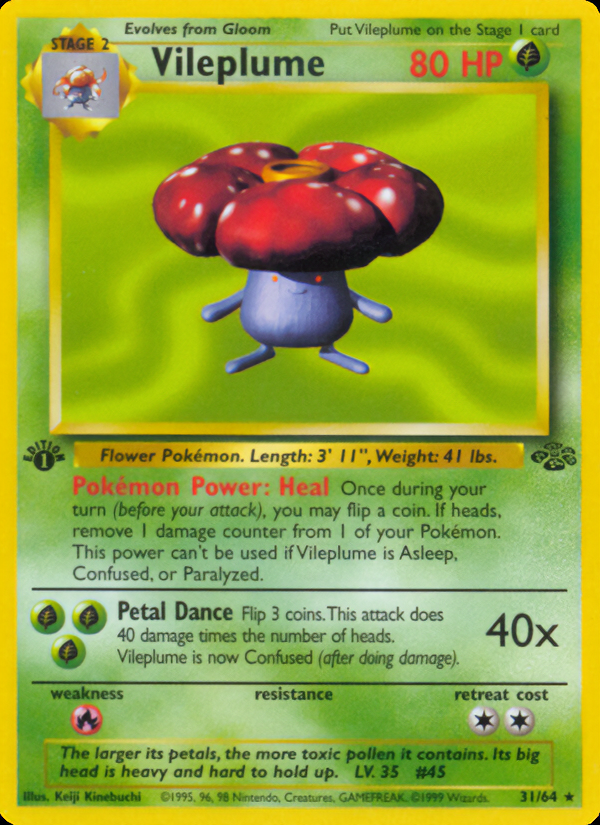 Evolves from Gloom
Put Vileplume on the Stage 1 card
STAGE 2
Vileplume
80 HP
EDITION
1
Flower Pokémon. Length: 3' 11", Weight: 41 lbs.
Pokémon Power: Heal Once during your
turn (before your attack), you may flip a coin. If heads,
remove 1 damage counter from 1 of your Pokémon.
This power can't be used if Vileplume is Asleep,
Confused, or Paralyzed.
Petal Dance Flip 3 coins. This attack does
40 damage times the number of heads.
Vileplume is now Confused (after doing damage).
40x
weakness
resistance
retreat cost
The larger its petals, the more toxic pollen it contains. Its big
head is heavy and hard to hold up. LV. 35 #45
Illus. Keiji Kinebuchi ©1995, 96, 98 Nintendo, Creatures, GAMEFREAK. ©1999 Wizards. 31/64 ★